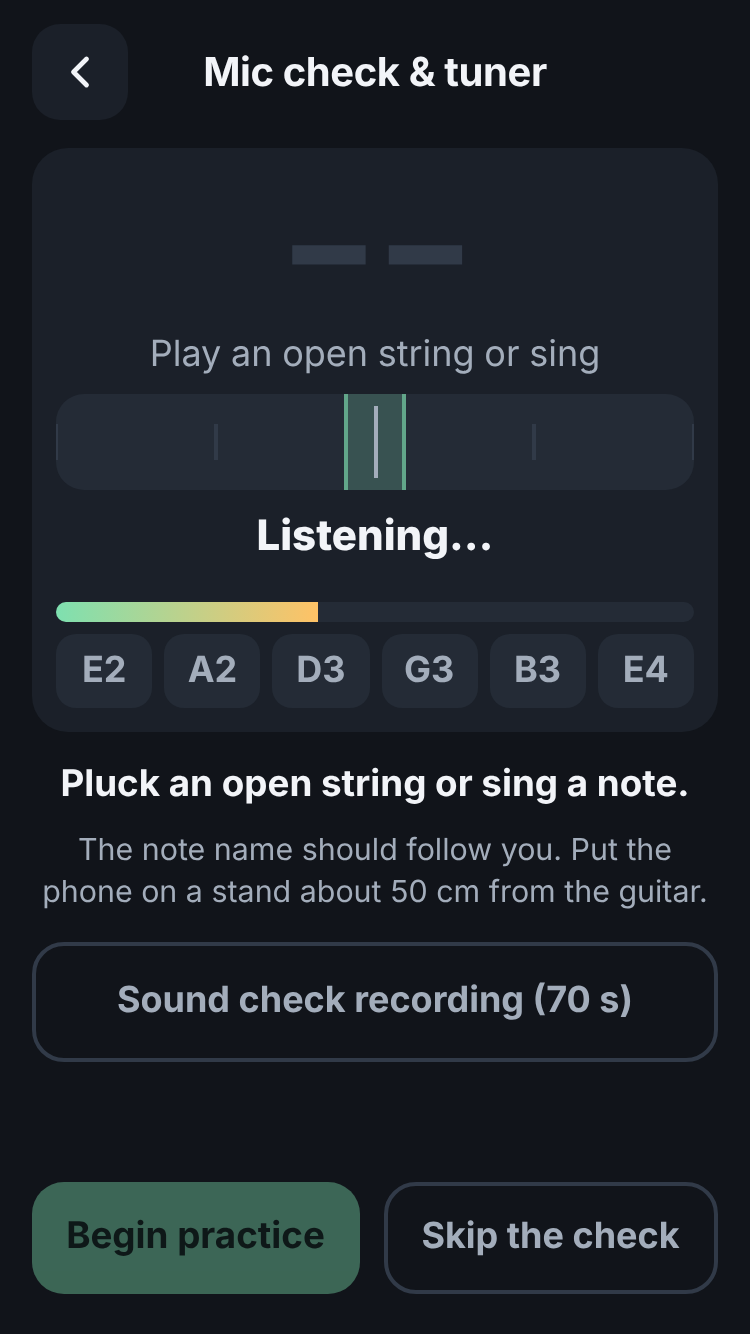 Mic check & tuner
– –
Play an open string or sing
Listening…
E2 A2 D3 G3 B3 E4
Pluck an open string or sing a note.
The note name should follow you. Put the
phone on a stand about 50 cm from the guitar.
Sound check recording (70 s)
Begin practice Skip the check